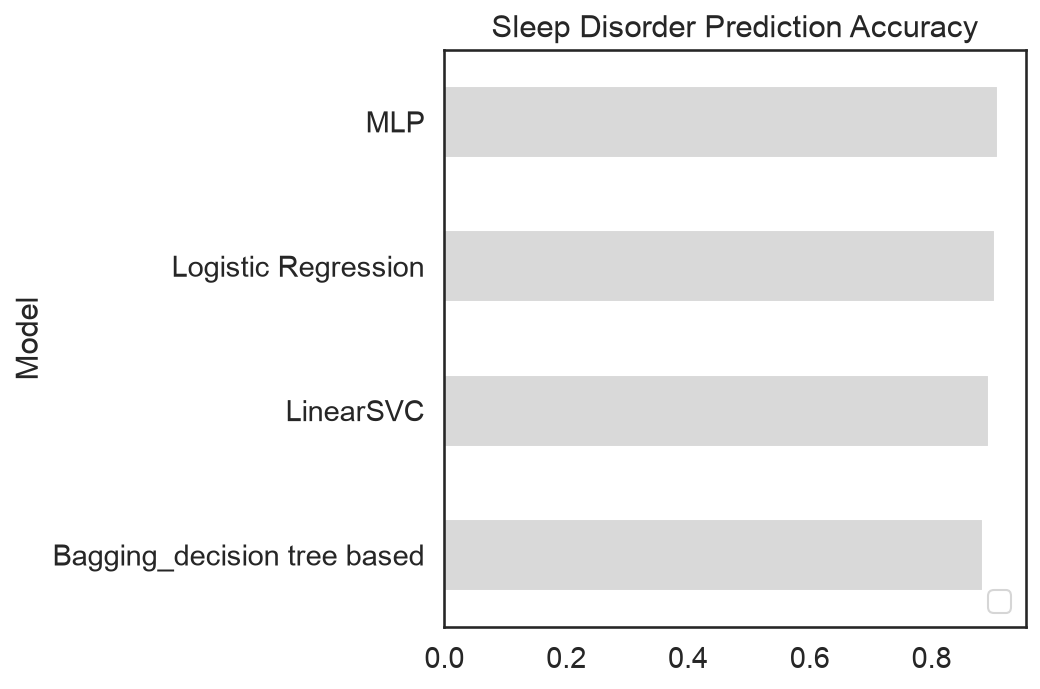 Sleep Disorder Prediction Accuracy
MLP
Logistic Regression
LinearSVC
Bagging_decision tree based
Model
0.0 0.2 0.4 0.6 0.8